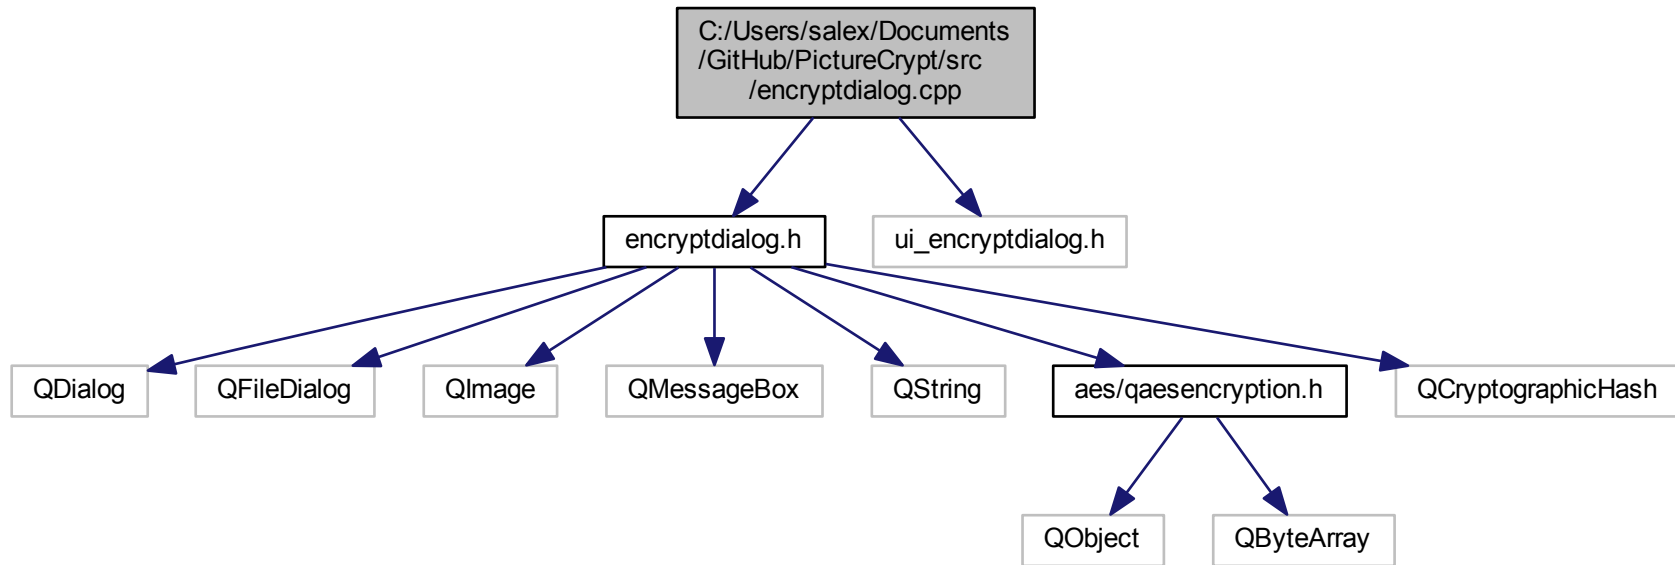 C:/Users/salex/Documents
/GitHub/PictureCrypt/src
/encryptdialog.cpp
encryptdialog.h
ui_encryptdialog.h
QDialog
QFileDialog
QImage
QMessageBox
QString
aes/qaesencryption.h
QCryptographicHash
QObject
QByteArray